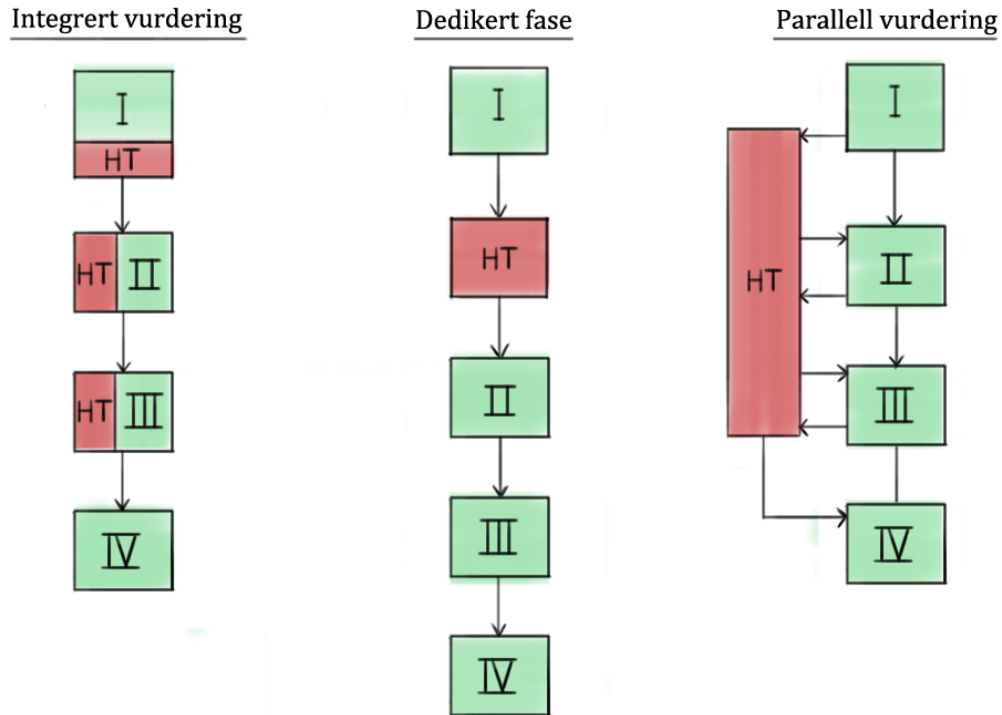 Integrert vurdering
I
HT
HT II
HT III
IV
Dedikert fase
I
HT
II
III
IV
Parallell vurdering
I
HT
II
III
IV